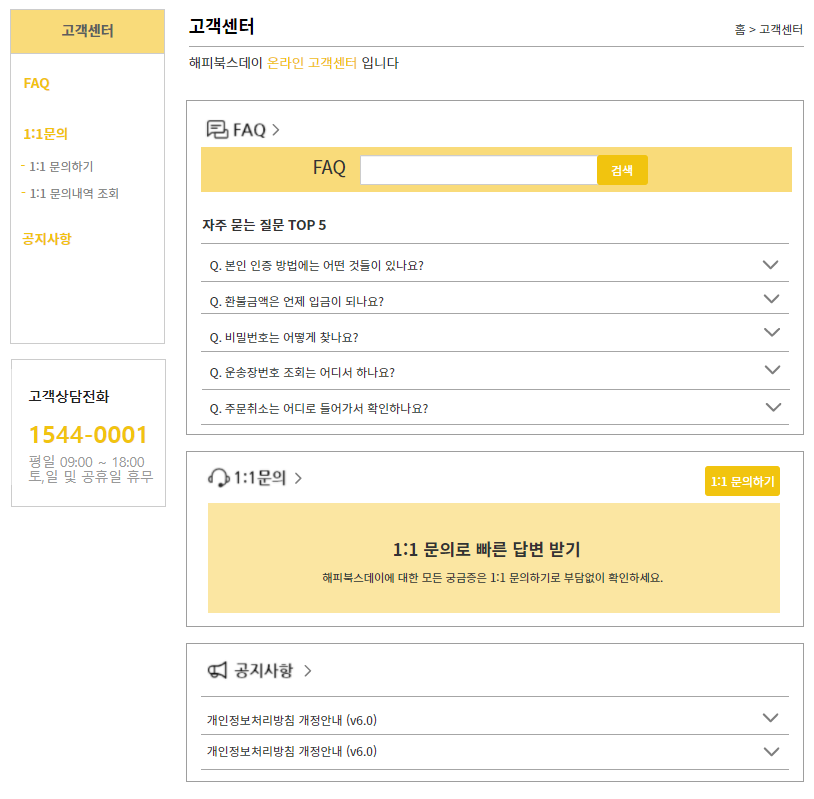 고객센터
FAQ
1:1문의
- 1:1 문의하기
- 1:1 문의내역 조회
공지사항
고객상담전화
1544-0001
평일 09:00 ~ 18:00
토,일 및 공휴일 휴무
고객센터
홈 > 고객센터
해피북스데이 온라인 고객센터 입니다
FAQ >
FAQ 검색
자주 묻는 질문 TOP 5
Q. 본인 인증 방법에는 어떤 것들이 있나요?
Q. 환불금액은 언제 입금이 되나요?
Q. 비밀번호는 어떻게 찾나요?
Q. 운송장번호 조회는 어디서 하나요?
Q. 주문취소는 어디로 들어가서 확인하나요?
1:1문의 >
1:1 문의하기
1:1 문의로 빠른 답변 받기
해피북스데이에 대한 모든 궁금증은 1:1 문의하기로 부담없이 확인하세요.
공지사항 >
개인정보처리방침 개정안내 (v6.0)
개인정보처리방침 개정안내 (v6.0)